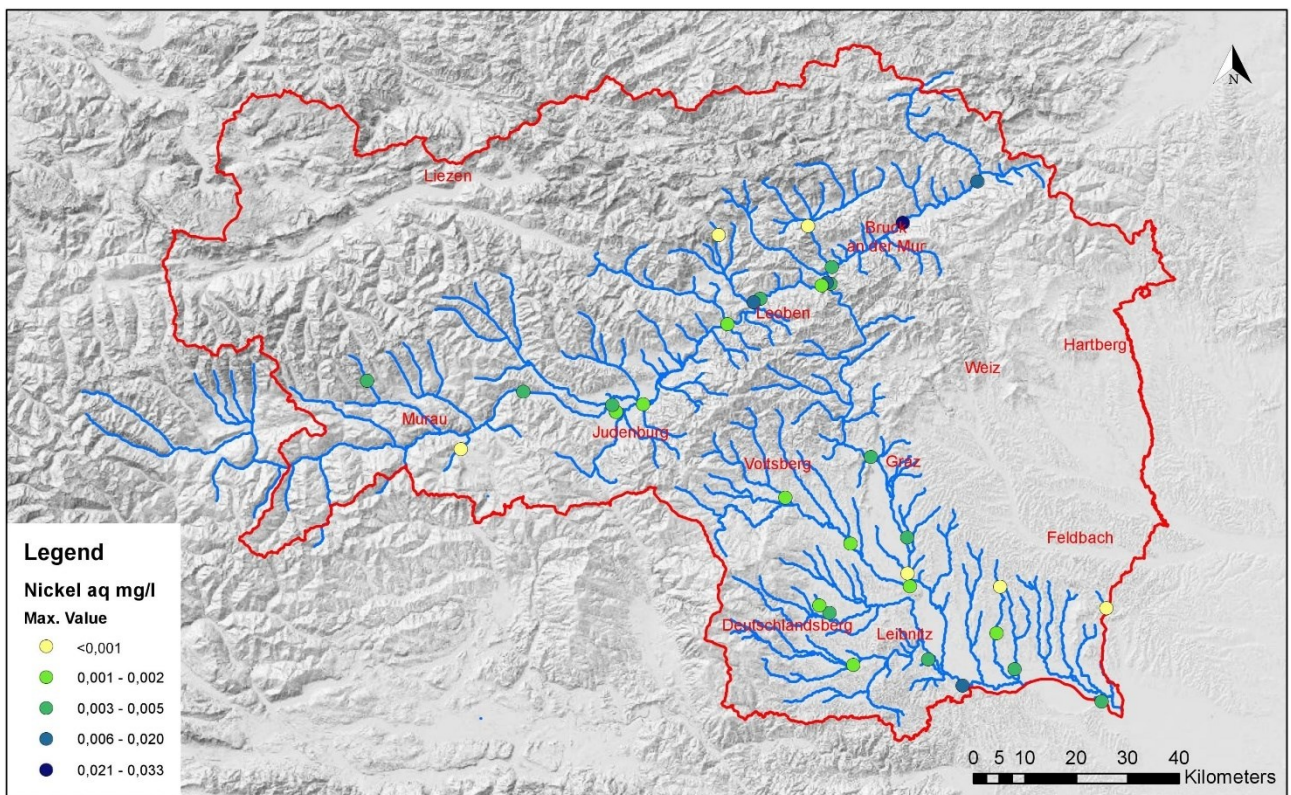 N
Liezen
Bruck
an der Mur
Leoben
Hartberg
Weiz
Murau
Judenburg
Voitsberg
Graz
Feldbach
Deutschlandsberg
Leibnitz
Legend
Nickel aq mg/l
Max. Value
<0,001
0,001 - 0,002
0,003 - 0,005
0,006 - 0,020
0,021 - 0,033
0 5 10 20 30 40
Kilometers